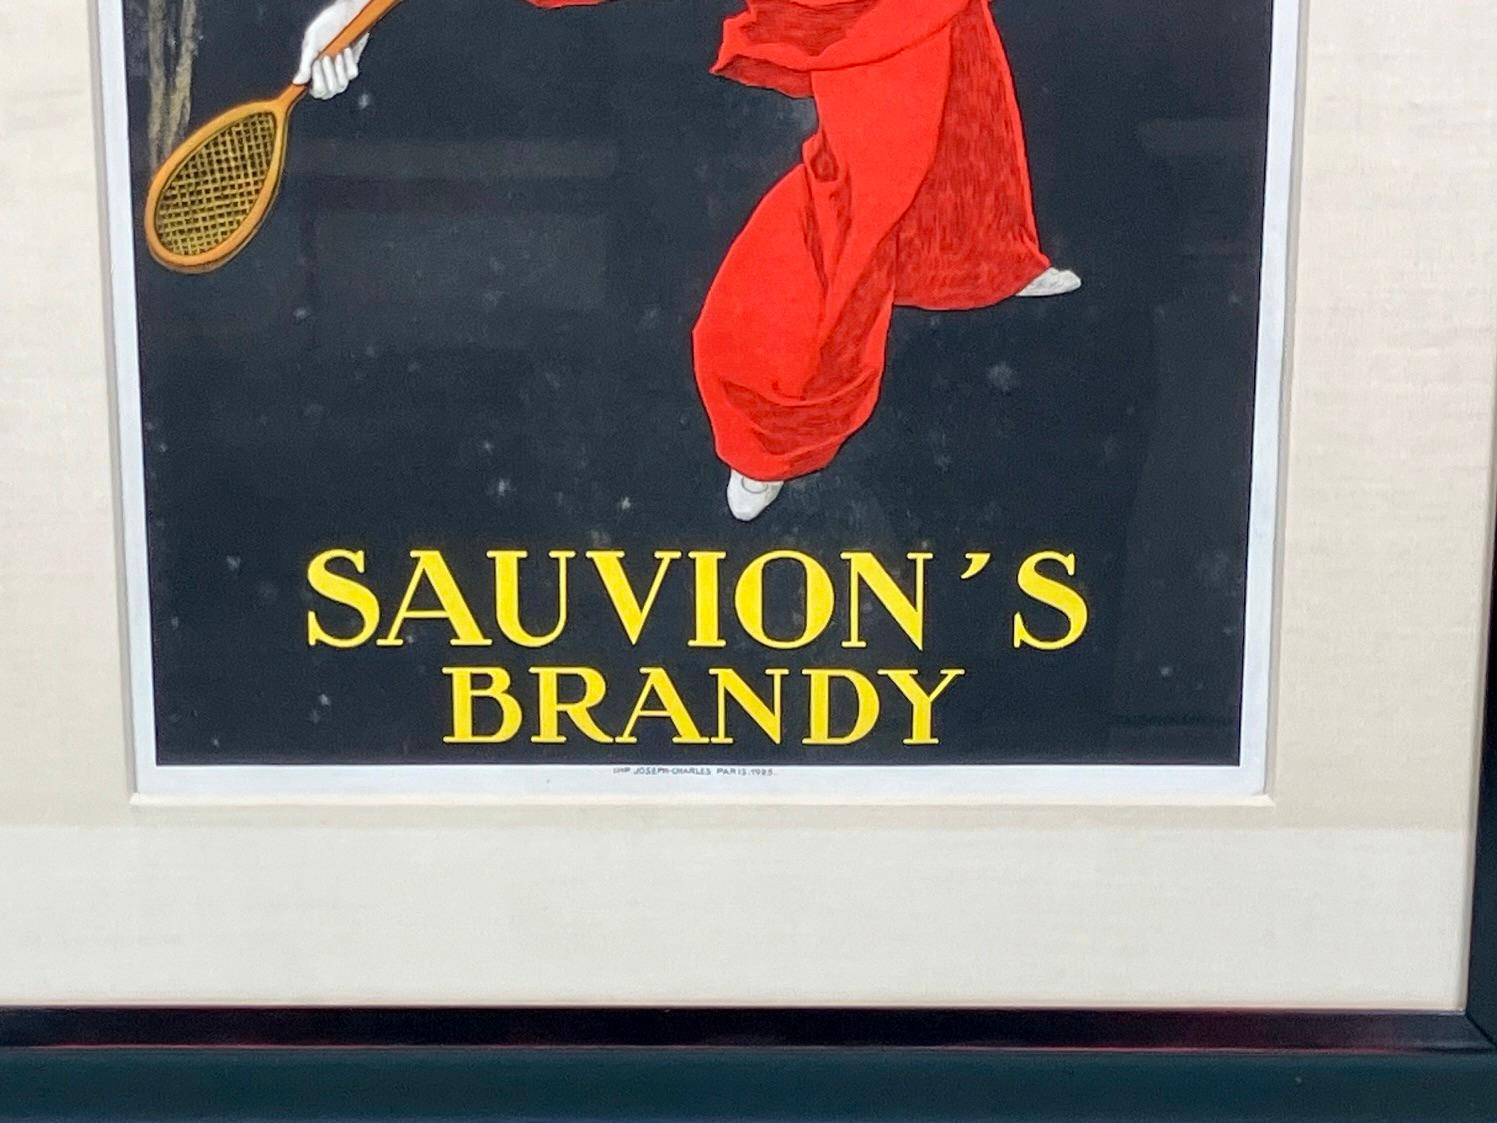 SAUVION'S
BRANDY
IMP. JOSEPH-CHARLES PARIS.1925.